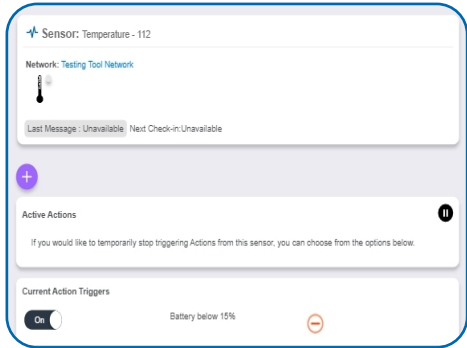 Sensor: Temperature - 112
Network: Testing Tool Network
Last Message : Unavailable Next Check-in:Unavailable
+
Active Actions
If you would like to temporarily stop triggering Actions from this sensor, you can choose from the options below.
Current Action Triggers
On Battery below 15%